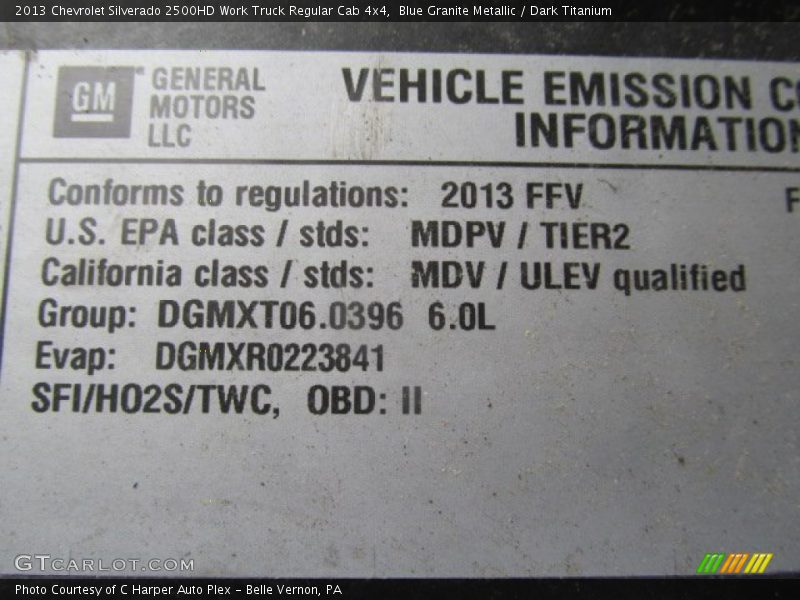 2013 Chevrolet Silverado 2500HD Work Truck Regular Cab 4x4, Blue Granite Metallic / Dark Titanium
GM GENERAL MOTORS LLC
VEHICLE EMISSION CO
INFORMATION
Conforms to regulations: 2013 FFV F
U.S. EPA class / stds: MDPV / TIER2
California class / stds: MDV / ULEV qualified
Group: DGMXT06.0396 6.0L
Evap: DGMXR0223841
SFI/HO2S/TWC, OBD: II
GTCARLOT.COM
Photo Courtesy of C Harper Auto Plex – Belle Vernon, PA